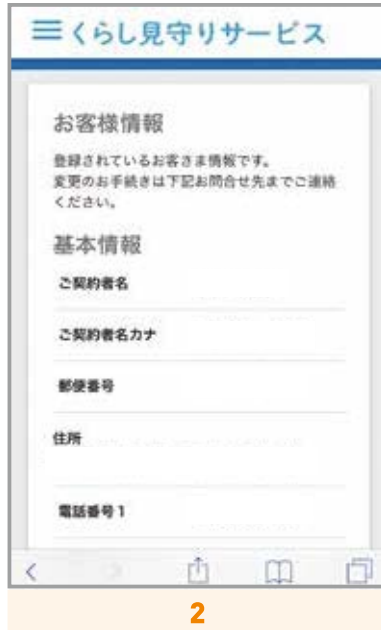 くらし見守りサービス
お客様情報
登録されているお客さま情報です。
変更のお手続きは下記お問合せ先までご連絡
ください。
基本情報
ご契約者名
ご契約者名カナ
郵便番号
住所
電話番号1
2